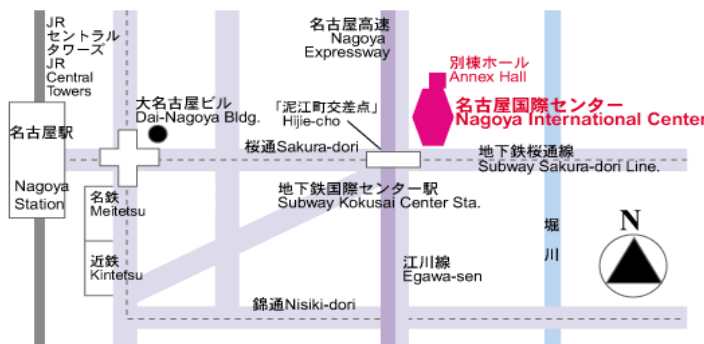 JR
セントラル
タワーズ
JR
Central
Towers
名古屋駅
Nagoya
Station
大名古屋ビル
Dai-Nagoya Bldg.
名鉄
Meitetsu
近鉄
Kintetsu
名古屋高速
Nagoya
Expressway
「泥江町交差点」
Hijie-cho
桜通Sakura-dori
別棟ホール
Annex Hall
名古屋国際センター
Nagoya International Center
地下鉄桜通線
Subway Sakura-dori Line.
地下鉄国際センター駅
Subway Kokusai Center Sta.
江川線
Egawa-sen
堀川
錦通Nisiki-dori
N